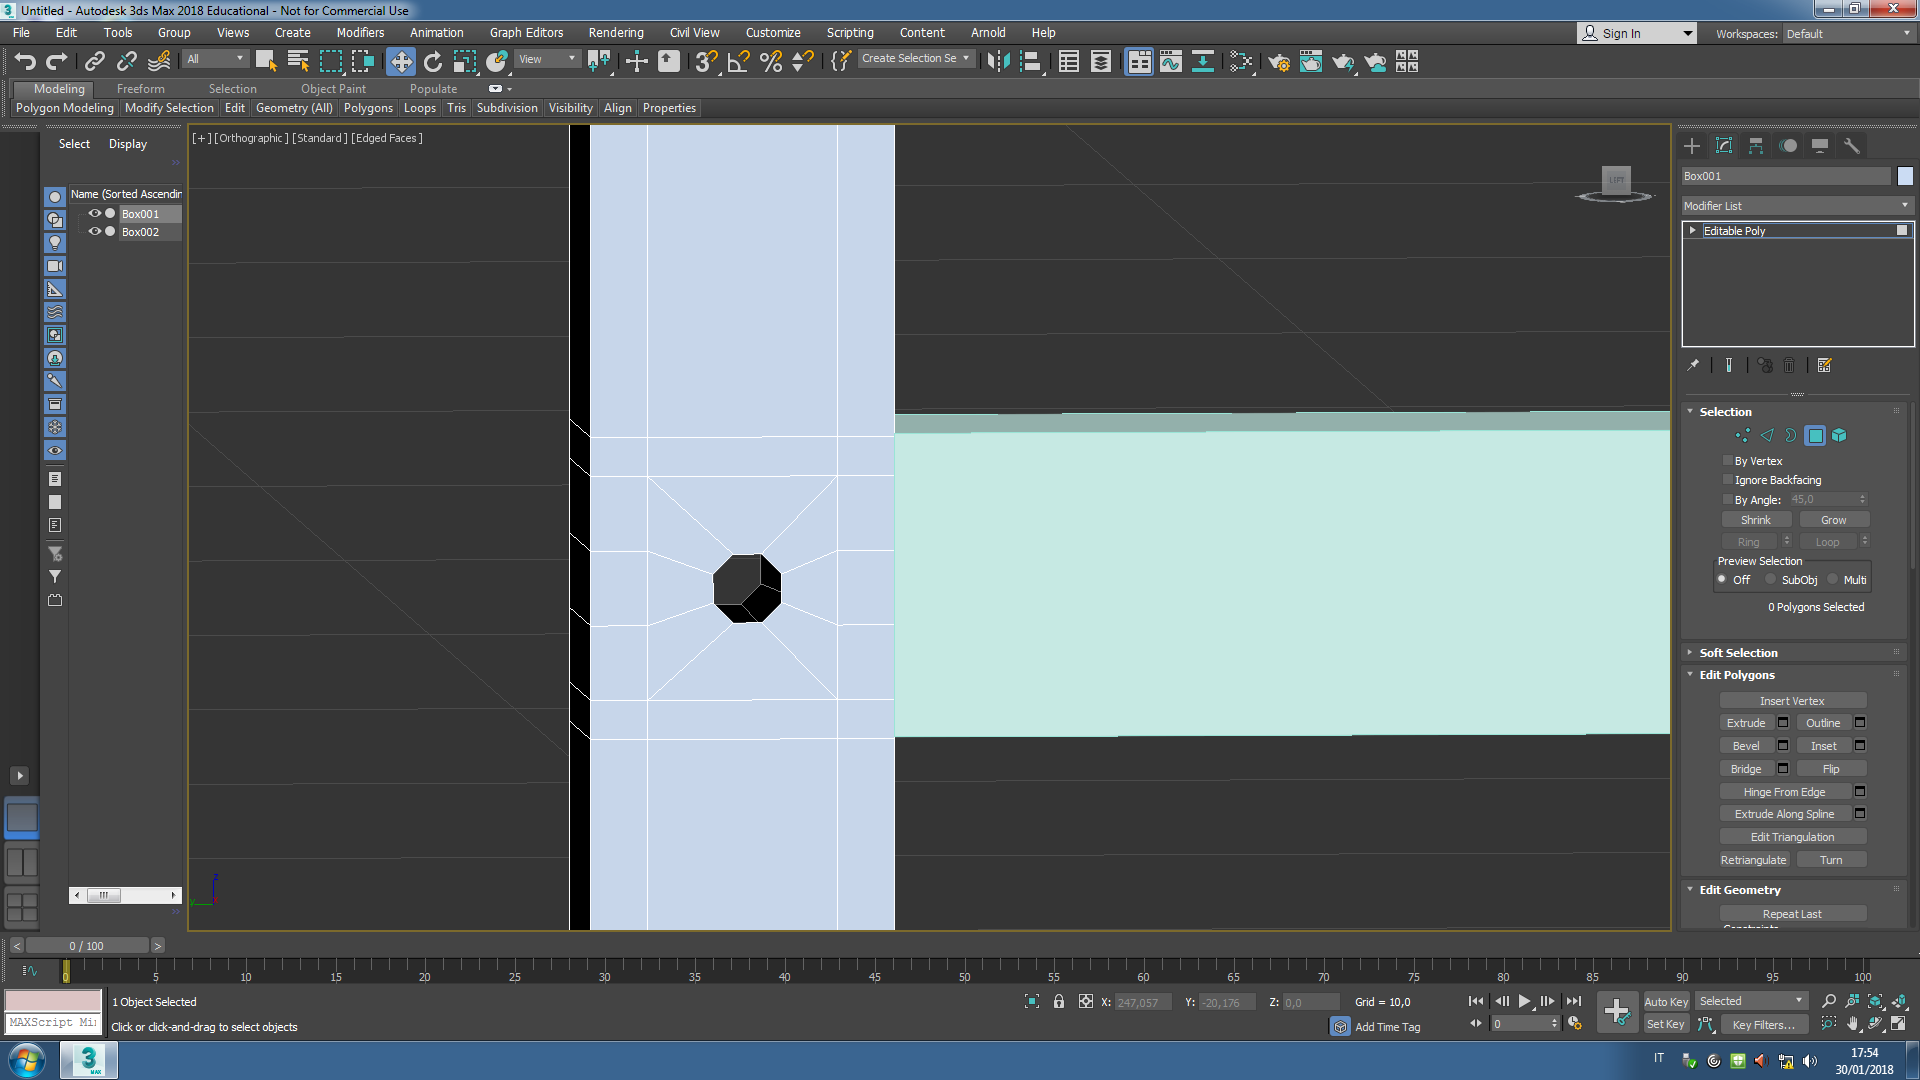 Untitled - Autodesk 3ds Max 2018 Educational - Not for Commercial Use
File Edit Tools Group Views Create Modifiers Animation Graph Editors Rendering Civil View Customize Scripting Content Arnold Help
Sign In
Workspaces: Default
All
View
Create Selection Se
Modeling Freeform Selection Object Paint Populate
Polygon Modeling Modify Selection Edit Geometry (All) Polygons Loops Tris Subdivision Visibility Align Properties
Select Display
Name (Sorted Ascendin
Box001
Box002
[+] [Orthographic] [Standard] [Edged Faces]
LEFT
z
y
Box001
Modifier List
Editable Poly
Selection
By Vertex
Ignore Backfacing
By Angle: 45,0
Shrink Grow
Ring Loop
Preview Selection
Off SubObj Multi
0 Polygons Selected
Soft Selection
Edit Polygons
Insert Vertex
Extrude Outline
Bevel Inset
Bridge Flip
Hinge From Edge
Extrude Along Spline
Edit Triangulation
Retriangulate Turn
Edit Geometry
Repeat Last
Constraints
< 0 / 100 >
0 5 10 15 20 25 30 35 40 45 50 55 60 65 70 75 80 85 90 95 100
1 Object Selected
X: 247,057 Y: -20,176 Z: 0,0 Grid = 10,0
Auto Key Selected
MAXScript Mi
Click or click-and-drag to select objects
Add Time Tag
0
Set Key Key Filters...
3
MAX
IT
17:54
30/01/2018